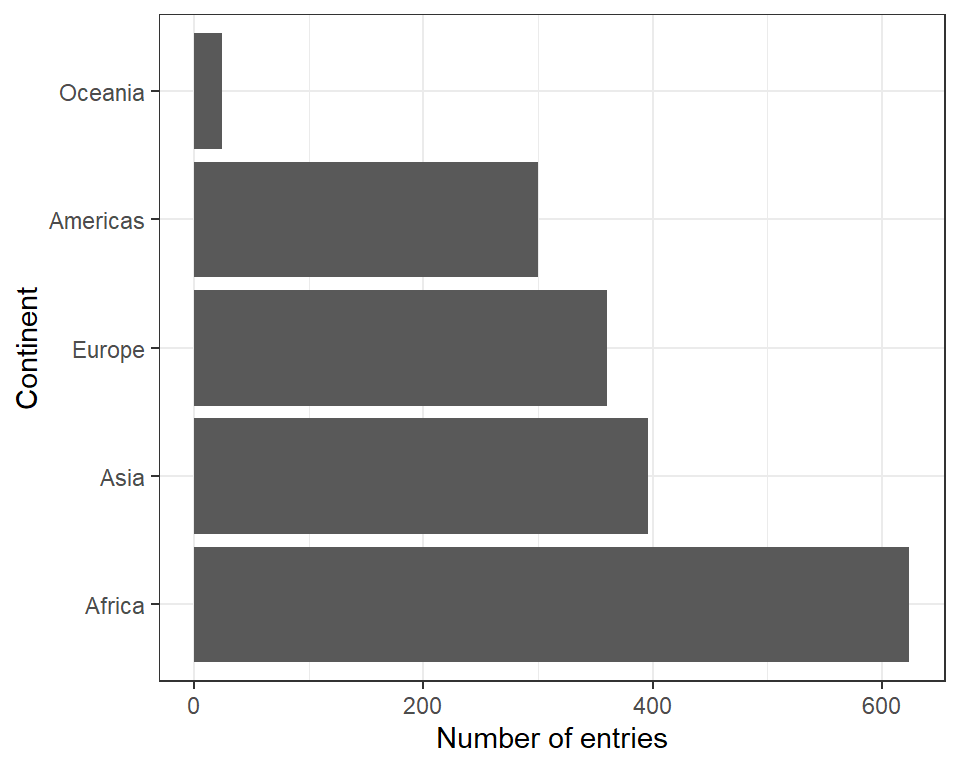 Oceania
Americas
Europe
Asia
Africa
Continent
0 200 400 600
Number of entries